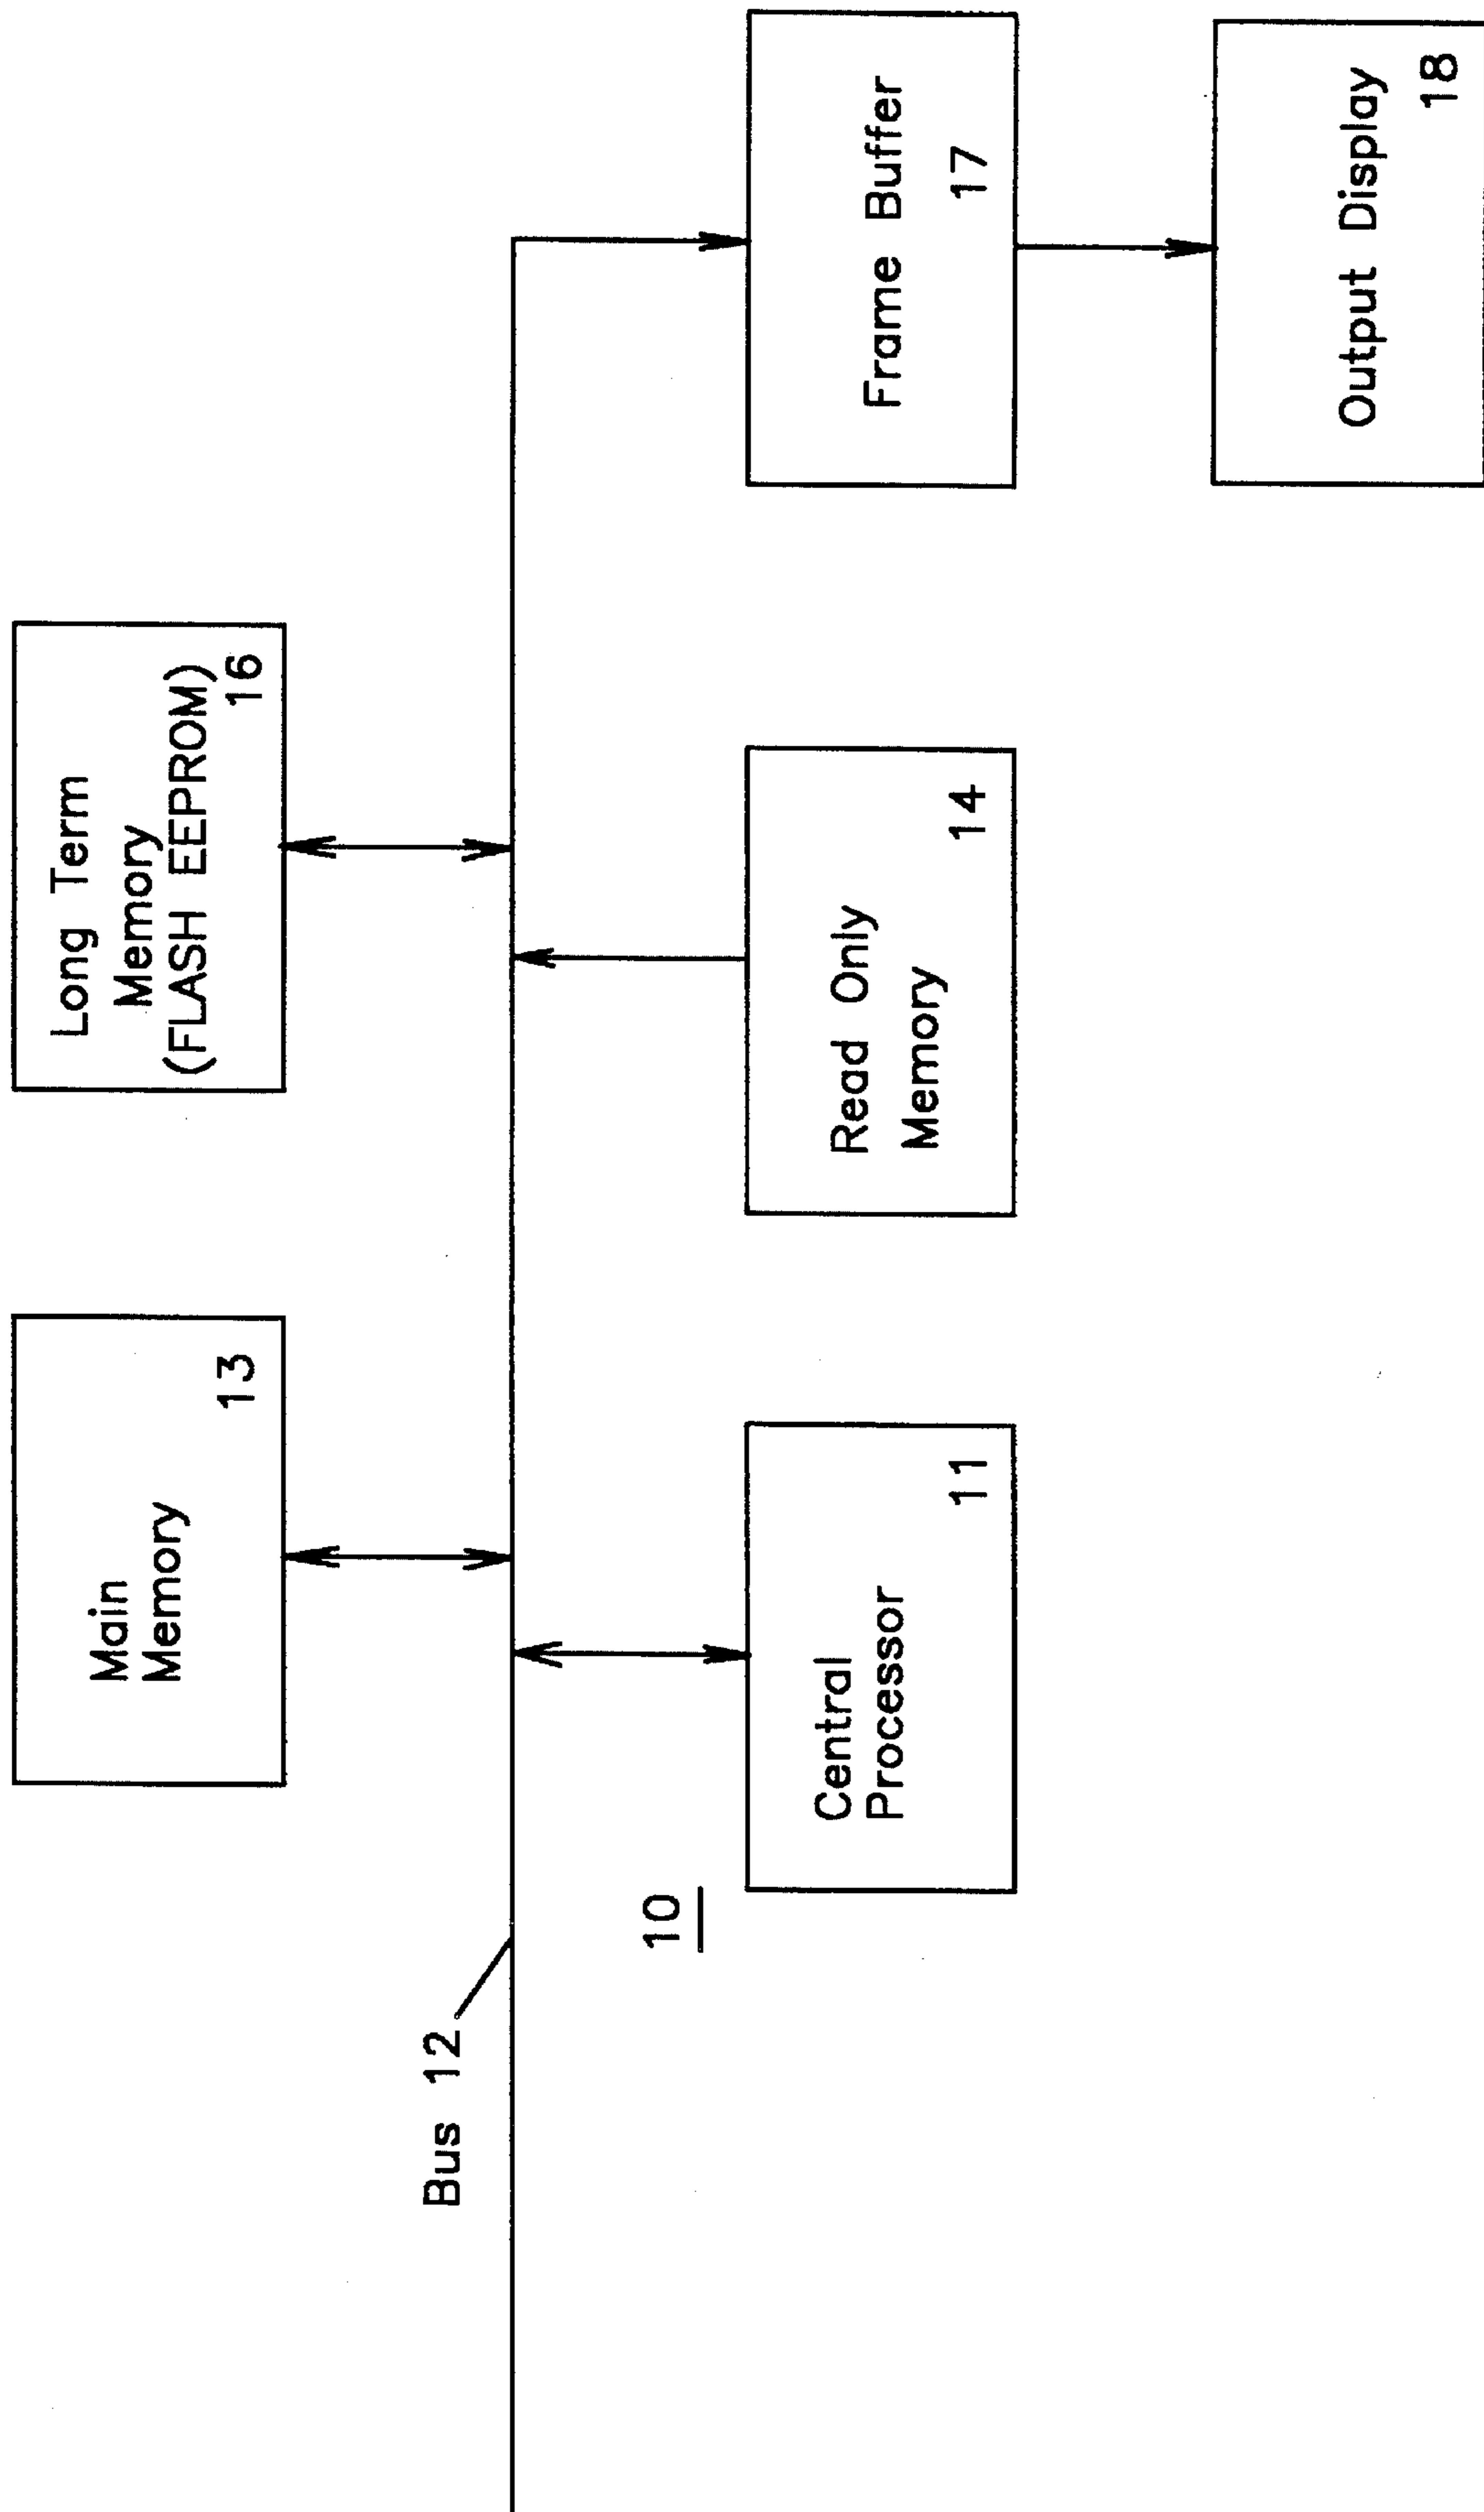 Main
Memory
13
Long Term
Memory
(FLASH EEPROM)
16
Bus 12
10
Central
Processor
11
Read Only
Memory
14
Frame Buffer
17
Output Display
18